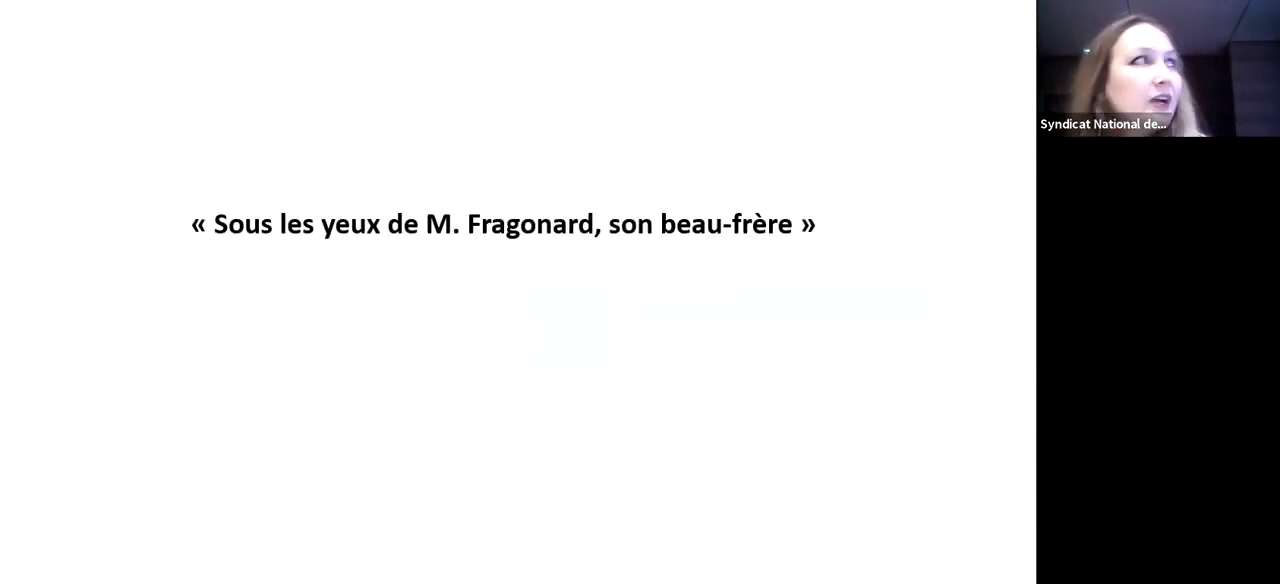 « Sous les yeux de M. Fragonard, son beau-frère »
Syndicat National de...